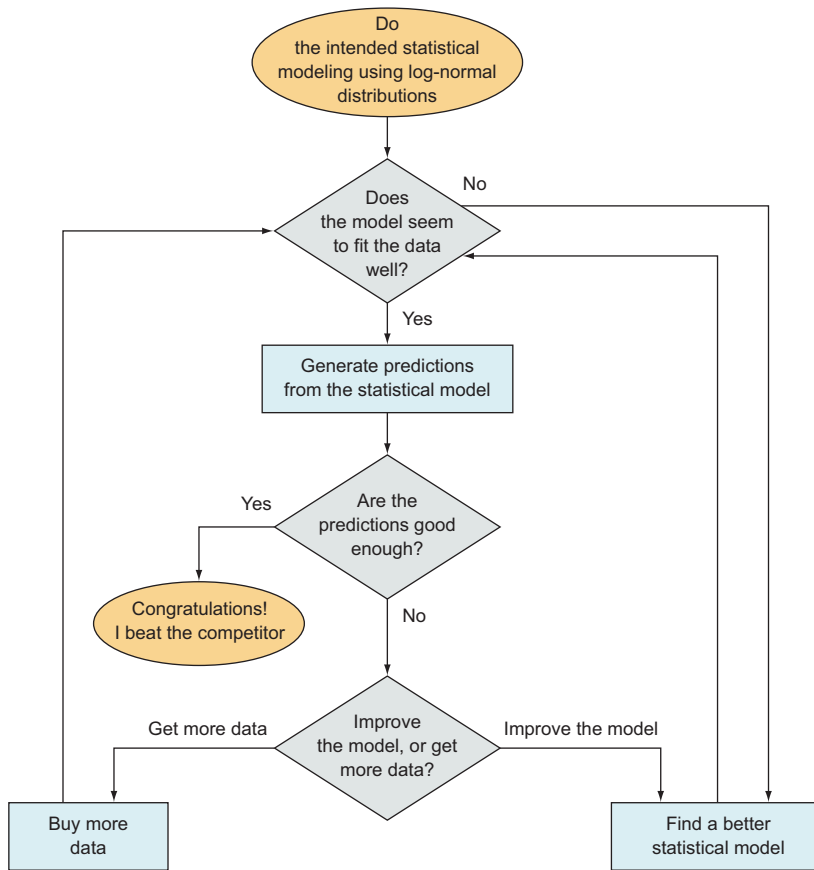 Do
the intended statistical
modeling using log-normal
distributions
No
Does
the model seem
to fit the data
well?
Yes
Generate predictions
from the statistical model
Yes
Are the
predictions good
enough?
Congratulations!
I beat the competitor
No
Get more data
Improve
the model, or get
more data?
Improve the model
Buy more
data
Find a better
statistical model